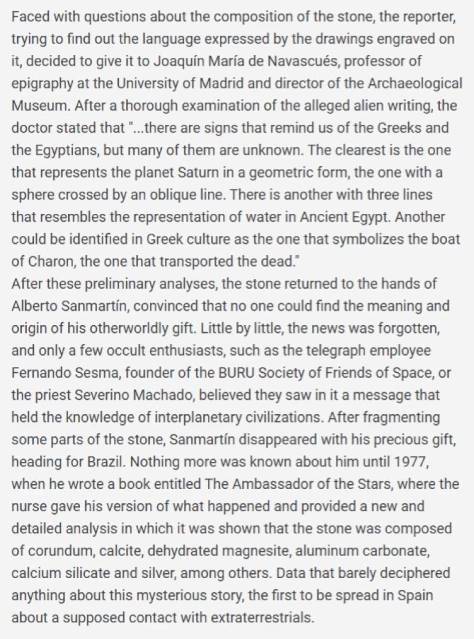 Faced with questions about the composition of the stone, the reporter,
trying to find out the language expressed by the drawings engraved on
it, decided to give it to Joaquín María de Navascués, professor of
epigraphy at the University of Madrid and director of the Archaeological
Museum. After a thorough examination of the alleged alien writing, the
doctor stated that "...there are signs that remind us of the Greeks and
the Egyptians, but many of them are unknown. The clearest is the one
that represents the planet Saturn in a geometric form, the one with a
sphere crossed by an oblique line. There is another with three lines
that resembles the representation of water in Ancient Egypt. Another
could be identified in Greek culture as the one that symbolizes the boat
of Charon, the one that transported the dead."
After these preliminary analyses, the stone returned to the hands of
Alberto Sanmartín, convinced that no one could find the meaning and
origin of his otherworldly gift. Little by little, the news was forgotten,
and only a few occult enthusiasts, such as the telegraph employee
Fernando Sesma, founder of the BURU Society of Friends of Space, or
the priest Severino Machado, believed they saw in it a message that
held the knowledge of interplanetary civilizations. After fragmenting
some parts of the stone, Sanmartín disappeared with his precious gift,
heading for Brazil. Nothing more was known about him until 1977,
when he wrote a book entitled The Ambassador of the Stars, where the
nurse gave his version of what happened and provided a new and
detailed analysis in which it was shown that the stone was composed
of corundum, calcite, dehydrated magnesite, aluminum carbonate,
calcium silicate and silver, among others. Data that barely deciphered
anything about this mysterious story, the first to be spread in Spain
about a supposed contact with extraterrestrials.